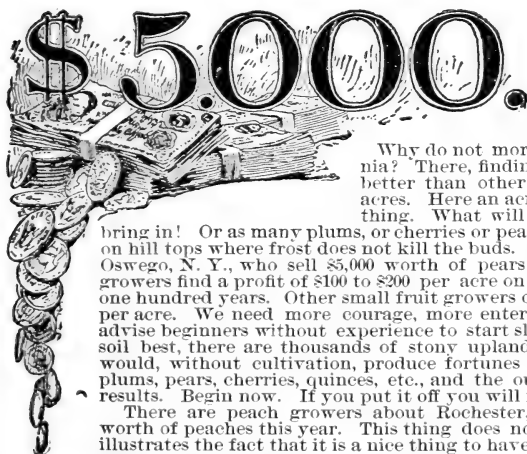 $5.000.
Why do not mor
nia? There, findin
better than other
acres. Here an acr
thing. What will
bring in! Or as many plums, or cherries or pea
on hill tops where frost does not kill the buds.
Oswego, N. Y., who sell $5,000 worth of pears
growers find a profit of $100 to $200 per acre on
one hundred years. Other small fruit growers
per acre. We need more courage, more enter
advise beginners without experience to start sl
soil best, there are thousands of stony upland
would, without cultivation, produce fortunes
plums, pears, cherries, quinces, etc., and the ou
results. Begin now. If you put it off you will
There are peach growers about Rochester,
worth of peaches this year. This thing does no
illustrates the fact that it is a nice thing to have